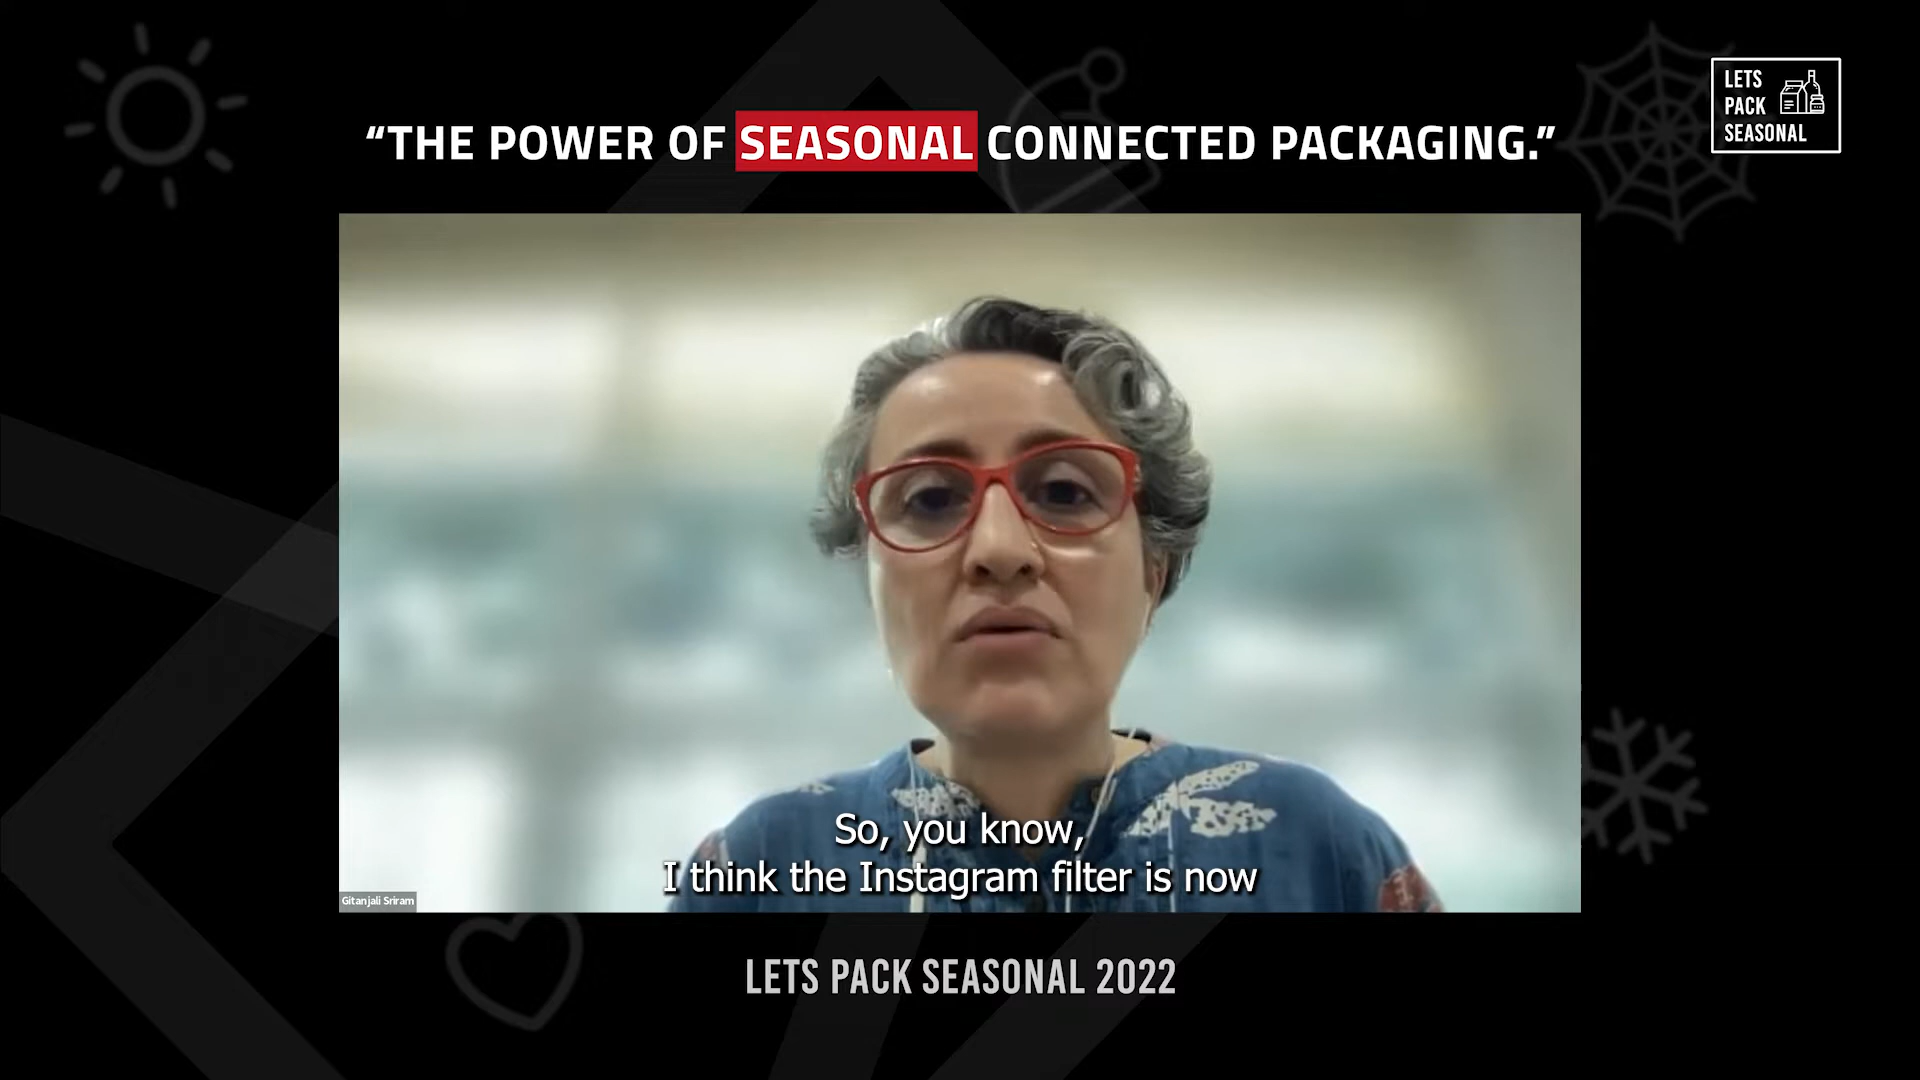 “THE POWER OF SEASONAL CONNECTED PACKAGING.”
LETS
PACK
SEASONAL
So, you know,
I think the Instagram filter is now
Gitanjali Sriram
LETS PACK SEASONAL 2022